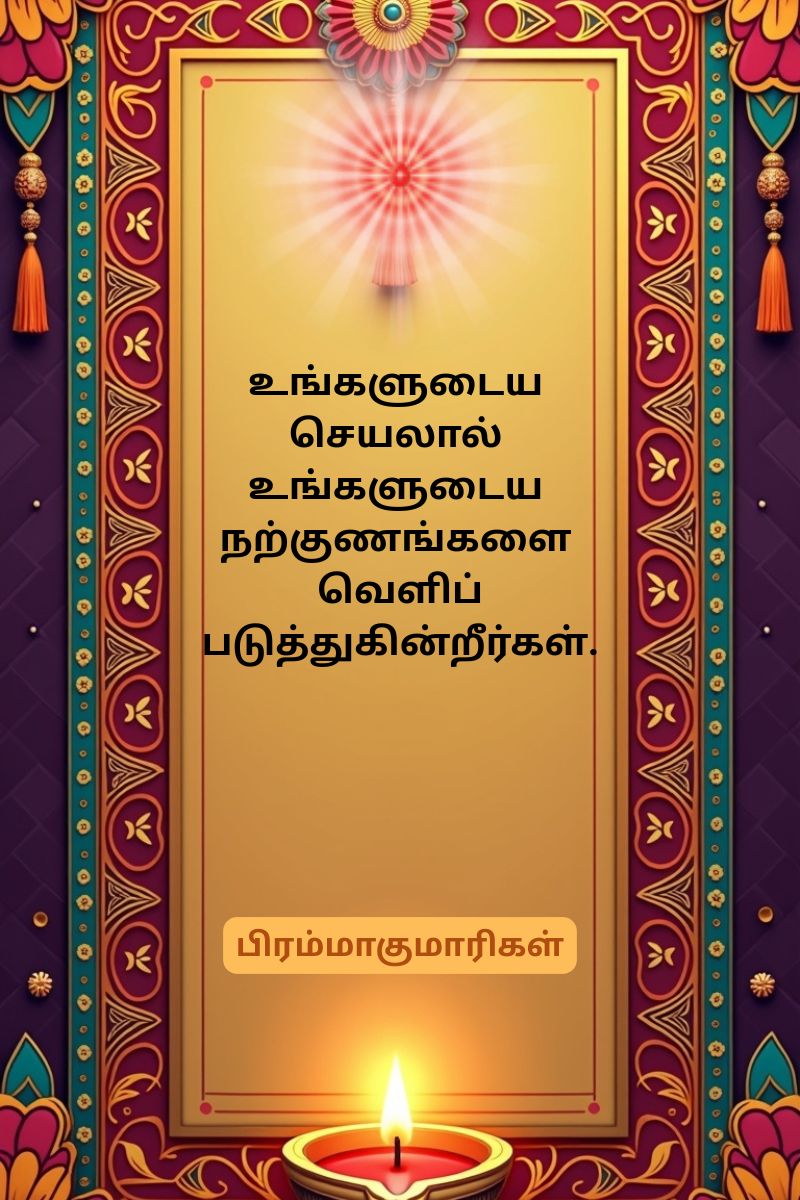 உங்களுடைய
செயலால்
உங்களுடைய
நற்குணங்களை
வெளிப்
படுத்துகின்றீர்கள்.
பிரம்மாகுமாரிகள்